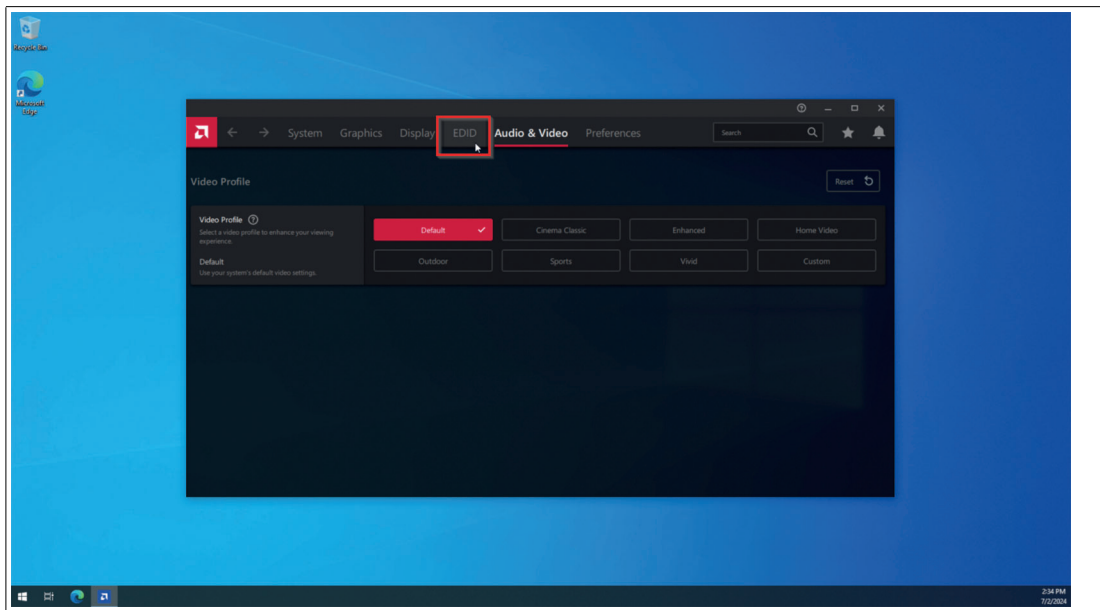 Recycle Bin
Microsoft
Edge
System Graphics Display EDID Audio & Video Preferences Search
Video Profile
Reset
Video Profile
Select a video profile to enhance your viewing
experience.
Default
Use your system's default video settings.
Default Cinema Classic Enhanced Home Video
Outdoor Sports Vivid Custom
2:34 PM
7/2/2024